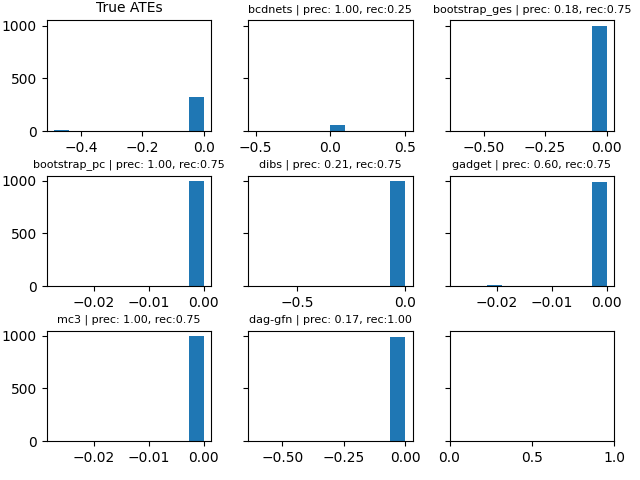 True ATEs
bcdnets | prec: 1.00, rec:0.25
bootstrap_ges | prec: 0.18, rec:0.75
1000
500
0
−0.4 −0.2 0.0
−0.5 0.0 0.5
−0.50 −0.25 0.00
bootstrap_pc | prec: 1.00, rec:0.75
dibs | prec: 0.21, rec:0.75
gadget | prec: 0.60, rec:0.75
1000
500
0
−0.02 −0.01 0.00
−0.5 0.0
−0.02 −0.01 0.00
mc3 | prec: 1.00, rec:0.75
dag-gfn | prec: 0.17, rec:1.00
1000
500
0
−0.02 −0.01 0.00
−0.50 −0.25 0.00
0.0 0.5 1.0